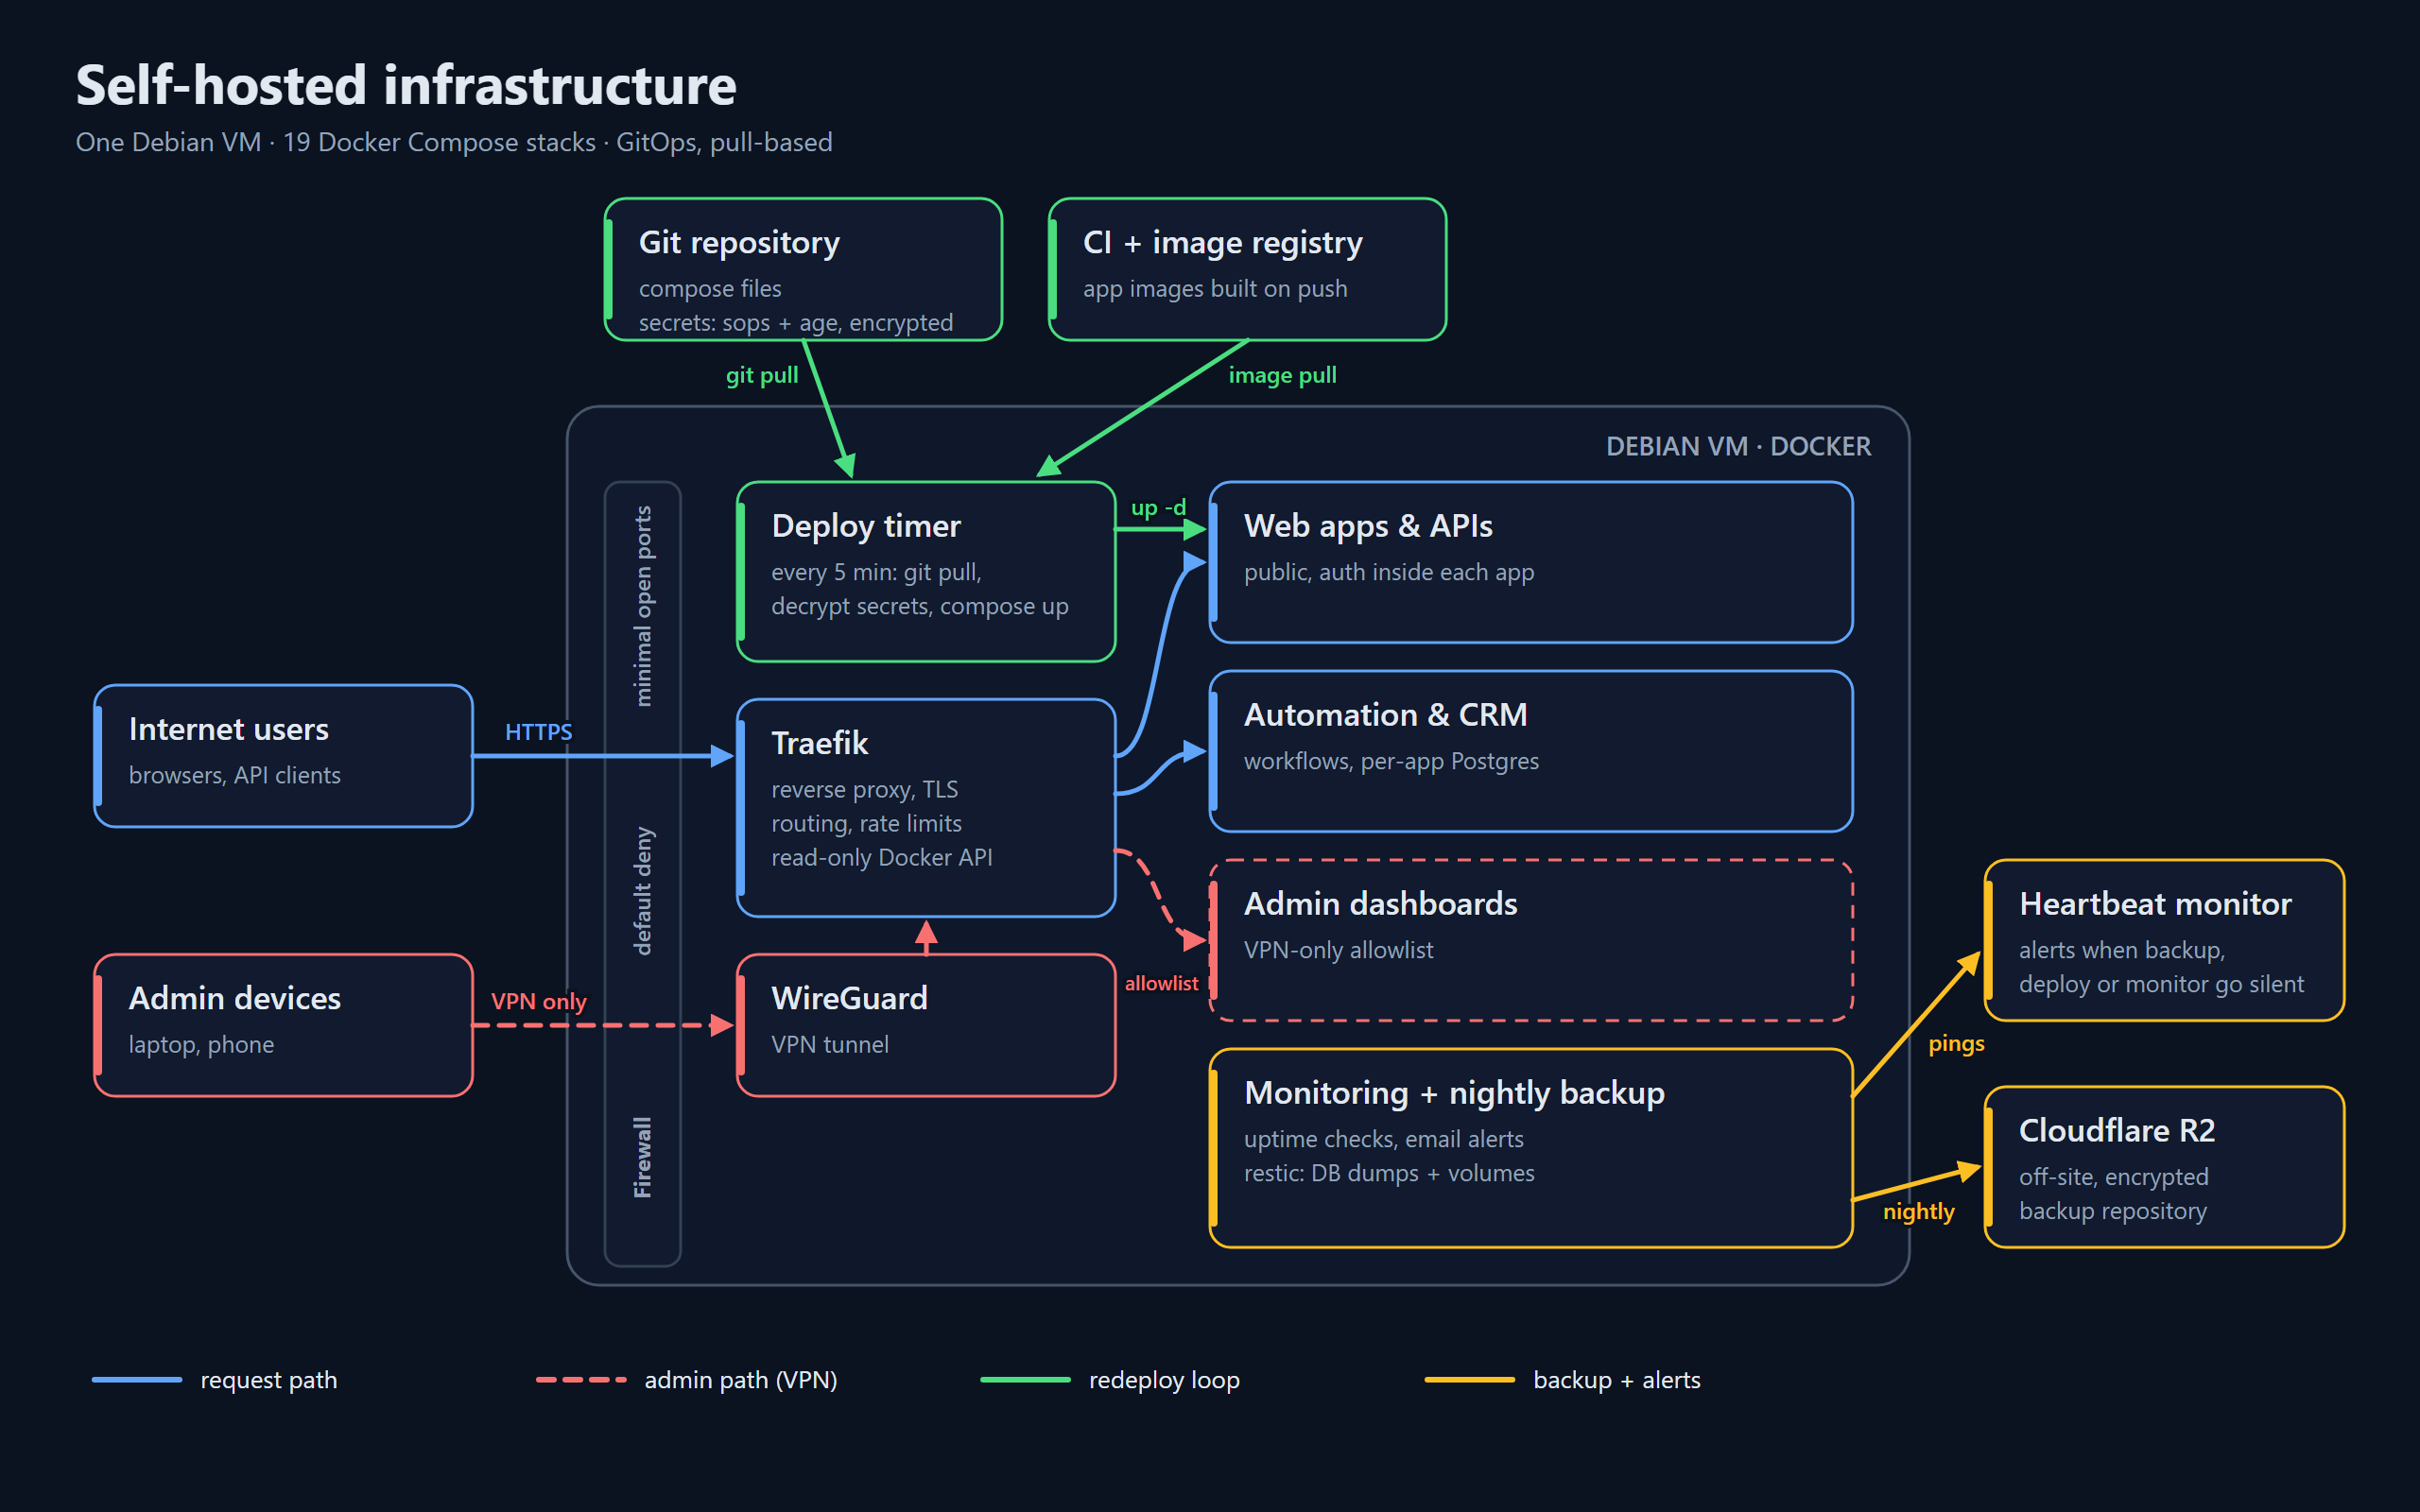 Self-hosted infrastructure
One Debian VM · 19 Docker Compose stacks · GitOps, pull-based
Git repository
compose files
secrets: sops + age, encrypted
CI + image registry
app images built on push
git pull
image pull
DEBIAN VM · DOCKER
minimal open ports
default deny
Firewall
Deploy timer
every 5 min: git pull,
decrypt secrets, compose up
up -d
Web apps & APIs
public, auth inside each app
Internet users
browsers, API clients
HTTPS
Traefik
reverse proxy, TLS
routing, rate limits
read-only Docker API
Automation & CRM
workflows, per-app Postgres
Admin devices
laptop, phone
VPN only
WireGuard
VPN tunnel
allowlist
Admin dashboards
VPN-only allowlist
Monitoring + nightly backup
uptime checks, email alerts
restic: DB dumps + volumes
Heartbeat monitor
alerts when backup,
deploy or monitor go silent
pings
Cloudflare R2
off-site, encrypted
backup repository
nightly
request path
admin path (VPN)
redeploy loop
backup + alerts